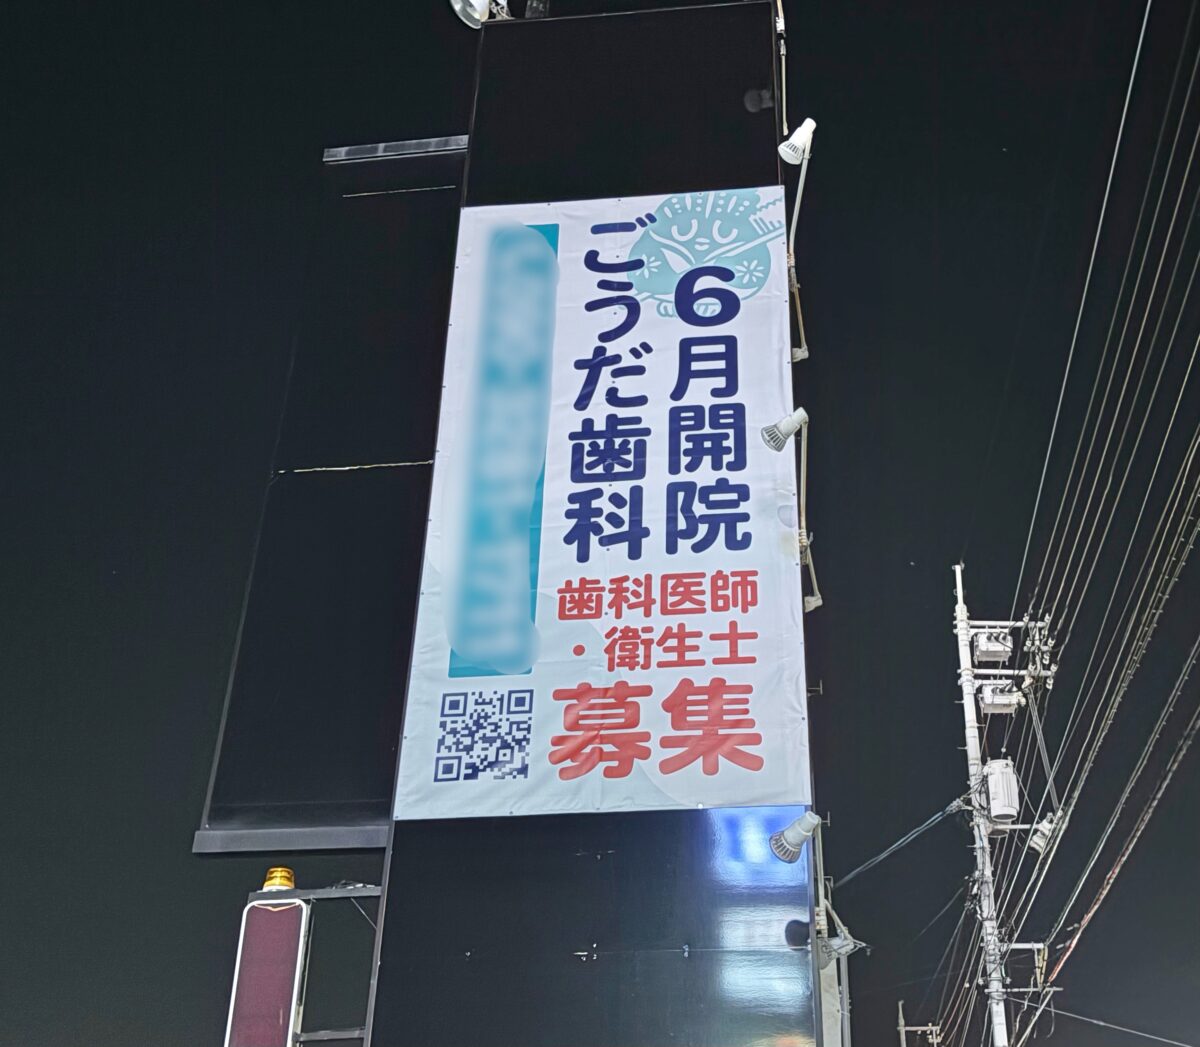 6月開院
ごうだ歯科
歯科医師
・衛生士
募集